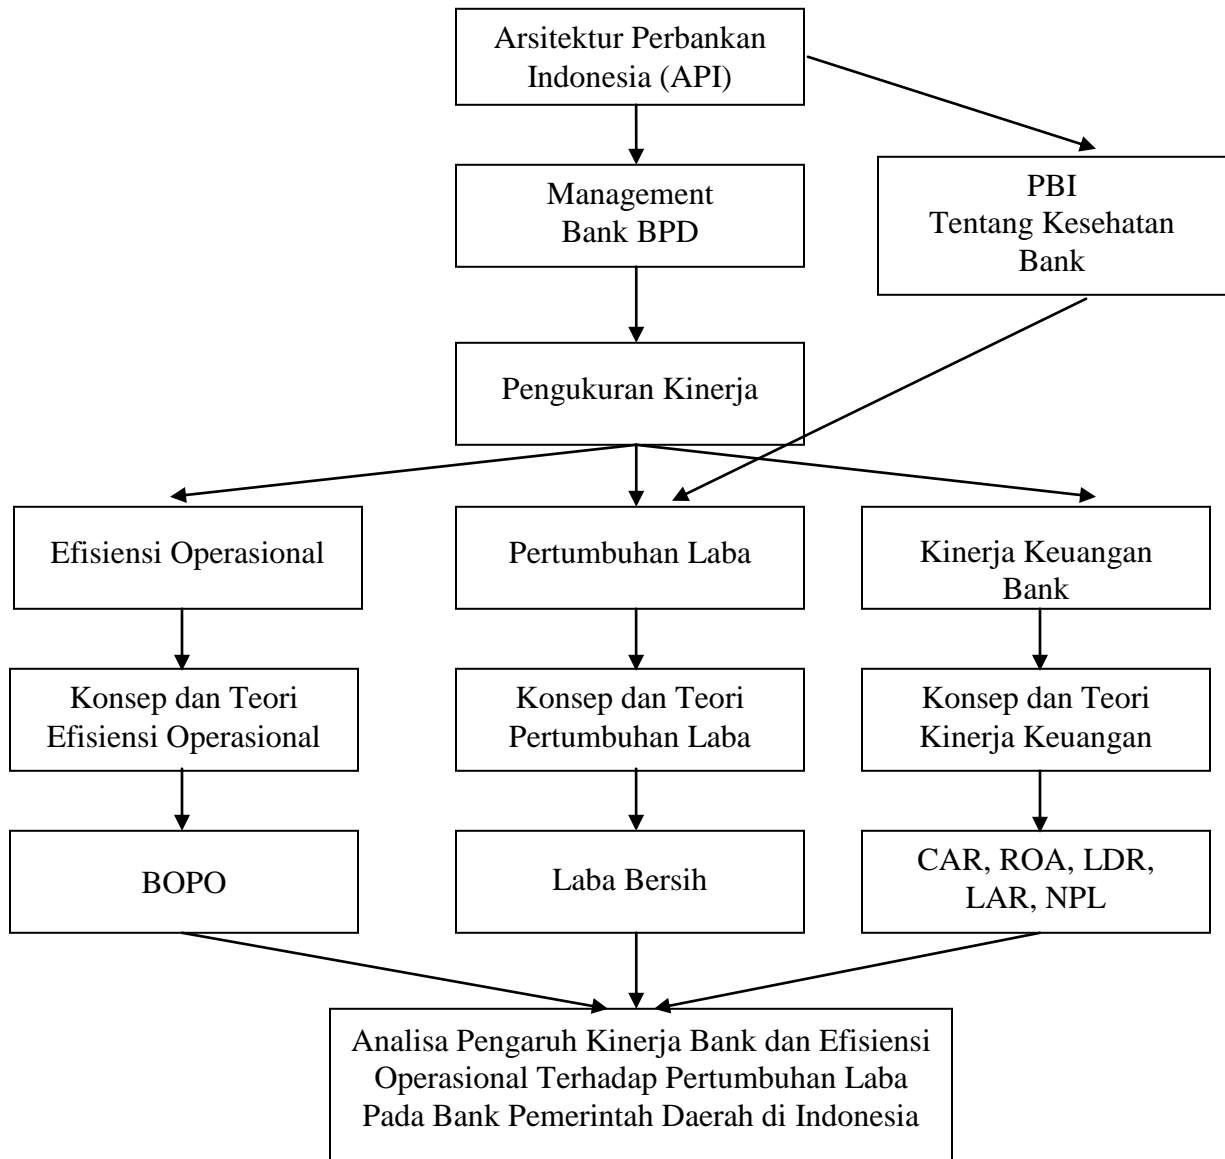 Arsitektur Perbankan
Indonesia (API)
Management
Bank BPD
PBI
Tentang Kesehatan
Bank
Pengukuran Kinerja
Efisiensi Operasional
Pertumbuhan Laba
Kinerja Keuangan
Bank
Konsep dan Teori
Efisiensi Operasional
Konsep dan Teori
Pertumbuhan Laba
Konsep dan Teori
Kinerja Keuangan
BOPO
Laba Bersih
CAR, ROA, LDR,
LAR, NPL
Analisa Pengaruh Kinerja Bank dan Efisiensi
Operasional Terhadap Pertumbuhan Laba
Pada Bank Pemerintah Daerah di Indonesia